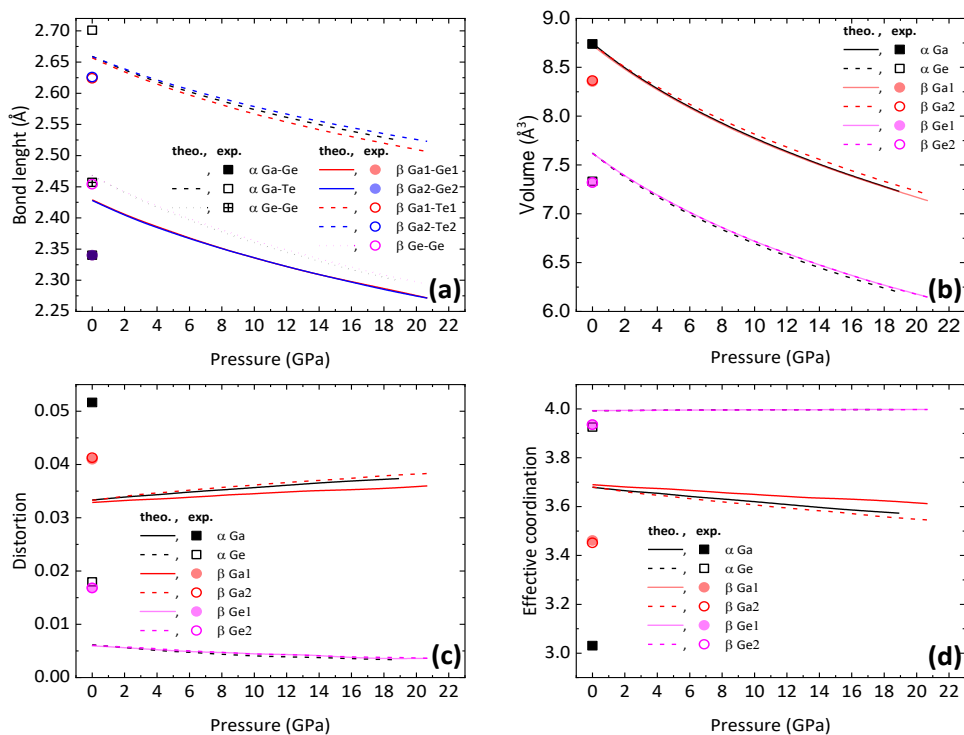 2.70
2.65
2.60
2.55
2.50
2.45
2.40
2.35
2.30
2.25
Bond lenght (Å)
theo., exp.
, α Ga-Ge
, α Ga-Te
, α Ge-Ge
theo., exp.
, β Ga1-Ge1
, β Ga2-Ge2
, β Ga1-Te1
, β Ga2-Te2
, β Ge-Ge
(a)
0 2 4 6 8 10 12 14 16 18 20 22
Pressure (GPa)
9.0
8.5
8.0
7.5
7.0
6.5
6.0
Volume (Å³)
theo., exp.
, α Ga
, α Ge
, β Ga1
, β Ga2
, β Ge1
, β Ge2
(b)
0 2 4 6 8 10 12 14 16 18 20 22
Pressure (GPa)
0.05
0.04
0.03
0.02
0.01
0.00
Distortion
theo., exp.
, α Ga
, α Ge
, β Ga1
, β Ga2
, β Ge1
, β Ge2
(c)
0 2 4 6 8 10 12 14 16 18 20 22
Pressure (GPa)
4.0
3.8
3.6
3.4
3.2
3.0
Effective coordination
theo., exp.
, α Ga
, α Ge
, β Ga1
, β Ga2
, β Ge1
, β Ge2
(d)
0 2 4 6 8 10 12 14 16 18 20 22
Pressure (GPa)